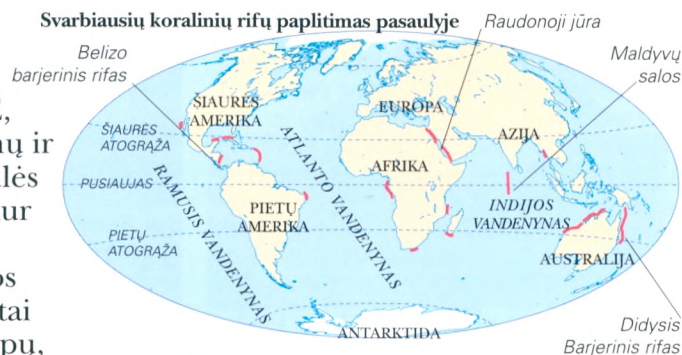 Svarbiausių koralinių rifų paplitimas pasaulyje
Raudonoji jūra
Belizo
barjerinis rifas
Maldyvų
salos
ŠIAURĖS
AMERIKA
EUROPA
AZIJA
ŠIAURĖS
ATOGRĄŽA
ATLANTO VANDENYNAS
AFRIKA
PUSIAUJAS
RAMUSIS VANDENYNAS
INDIJOS
VANDENYNAS
PIETŲ
AMERIKA
PIETŲ
ATOGRĄŽA
AUSTRALIJA
ANTARKTIDA
Didysis
Barjerinis rifas
ir